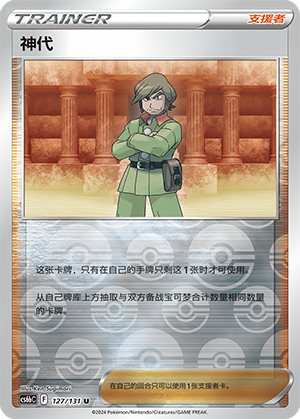 TRAINER 支援者
神代
这张卡牌，只有在自己的手牌只剩这1张时才可使用。
从自己牌库上方抽取与双方备战宝可梦合计数量相同数量
的卡牌。
Illus. Ken Sugimori
CS6bC F 127/131 U
在自己的回合只可以使用1张支援者卡。
©2024 Pokémon/Nintendo/Creatures/GAME FREAK.